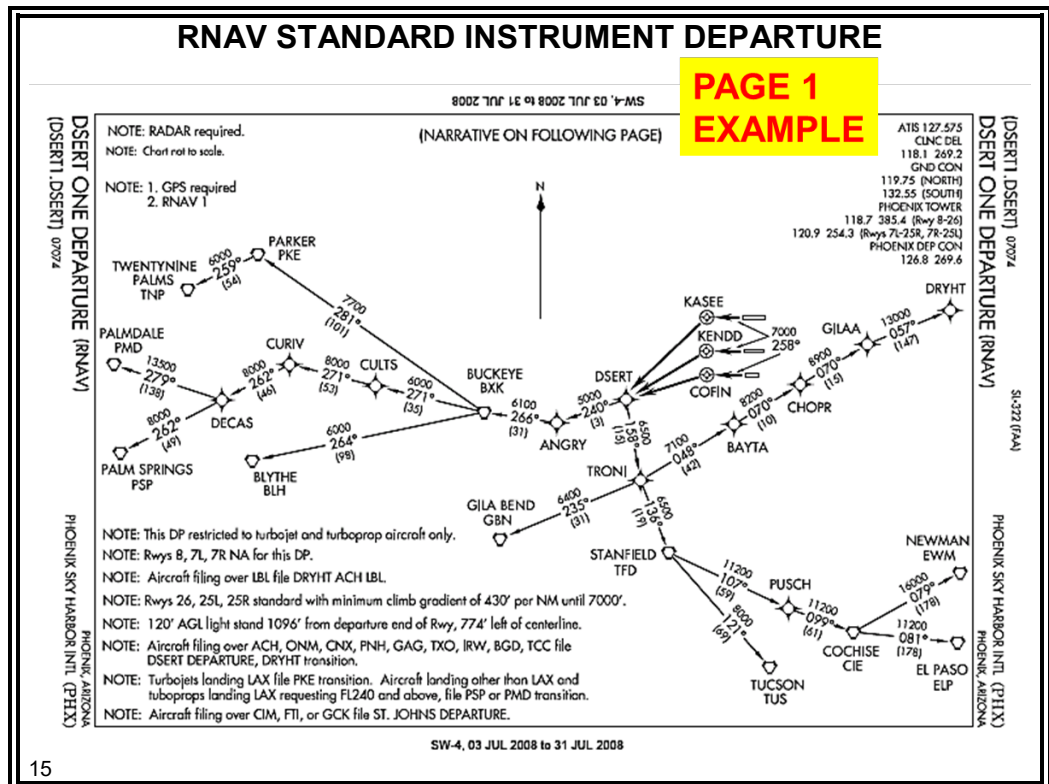 RNAV STANDARD INSTRUMENT DEPARTURE
PAGE 1
EXAMPLE
SW-4, 03 JUL 2008 to 31 JUL 2008
(DSERT1.DSERT) 07074
DSERT ONE DEPARTURE (RNAV)
NOTE: RADAR required.
NOTE: Chart not to scale.
NOTE: 1. GPS required
2. RNAV 1
(NARRATIVE ON FOLLOWING PAGE)
N
ATIS 127.575
CLNC DEL
118.1 269.2
GND CON
119.75 (NORTH)
132.55 (SOUTH)
PHOENIX TOWER
118.7 385.4 (Rwy 8-26)
120.9 254.3 (Rwys 7L-25R, 7R-25L)
PHOENIX DEP CON
126.8 269.6
(DSERT1.DSERT) 07074
DSERT ONE DEPARTURE (RNAV)
SL-322 (FAA)
PARKER
PKE
6000
259°
(54)
TWENTYNINE
PALMS
TNP
7700
281°
(101)
PALMDALE
PMD
13500
279°
(138)
CURIV
8000
262°
(46)
8000
271°
(53)
CULTS
6000
271°
(35)
DECAS
8000
262°
(49)
PALM SPRINGS
PSP
BUCKEYE
BXK
6000
264°
(98)
BLYTHE
BLH
6100
266°
(31)
ANGRY
5000
240°
(3)
DSERT
KASEE
KENDD
COFIN
7000
258°
6500
158°
(15)
TRONI
7100
048°
(42)
BAYTA
8200
070°
(10)
CHOPR
8900
070°
(15)
GILAA
13000
057°
(147)
DRYHT
6400
235°
(31)
GILA BEND
GBN
6500
136°
(19)
STANFIELD
TFD
11200
107°
(59)
PUSCH
8000
121°
(69)
TUCSON
TUS
11200
099°
(61)
COCHISE
CIE
16000
079°
(178)
NEWMAN
EWM
11200
081°
(178)
EL PASO
ELP
NOTE: This DP restricted to turbojet and turboprop aircraft only.
NOTE: Rwys 8, 7L, 7R NA for this DP.
NOTE: Aircraft filing over LBL file DRYHT ACH LBL.
NOTE: Rwys 26, 25L, 25R standard with minimum climb gradient of 430' per NM until 7000'.
NOTE: 120' AGL light stand 1096' from departure end of Rwy, 774' left of centerline.
NOTE: Aircraft filing over ACH, ONM, CNX, PNH, GAG, TXO, IRW, BGD, TCC file
DSERT DEPARTURE, DRYHT transition.
NOTE: Turbojets landing LAX file PKE transition. Aircraft landing other than LAX and
tuboprops landing LAX requesting FL240 and above, file PSP or PMD transition.
NOTE: Aircraft filing over CIM, FTI, or GCK file ST. JOHNS DEPARTURE.
PHOENIX, ARIZONA
PHOENIX SKY HARBOR INTL (PHX)
PHOENIX SKY HARBOR INTL (PHX)
PHOENIX, ARIZONA
SW-4, 03 JUL 2008 to 31 JUL 2008
15